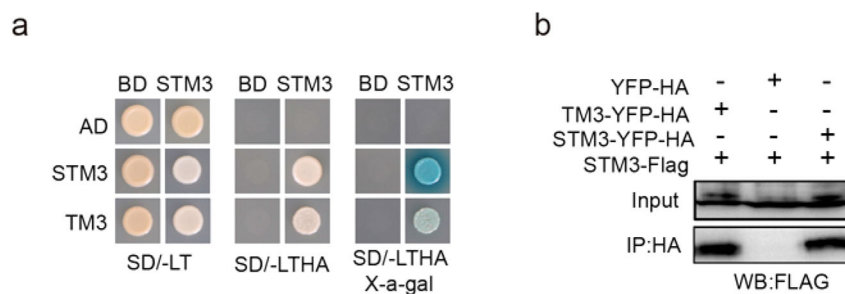 a
BD STM3 BD STM3 BD STM3
AD
STM3
TM3
SD/-LT SD/-LTHA SD/-LTHA
X-a-gal
b
YFP-HA - + -
TM3-YFP-HA + - -
STM3-YFP-HA - - +
STM3-Flag + + +
Input
IP:HA
WB:FLAG